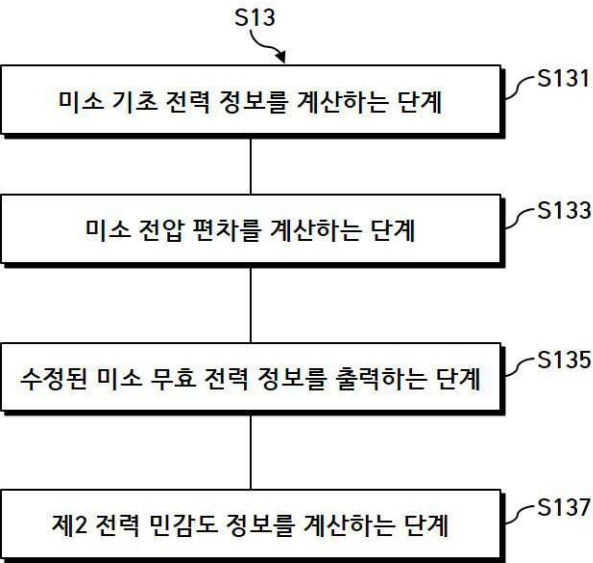 S13
미소 기초 전력 정보를 계산하는 단계
S131
미소 전압 편차를 계산하는 단계
S133
수정된 미소 무효 전력 정보를 출력하는 단계
S135
제2 전력 민감도 정보를 계산하는 단계
S137